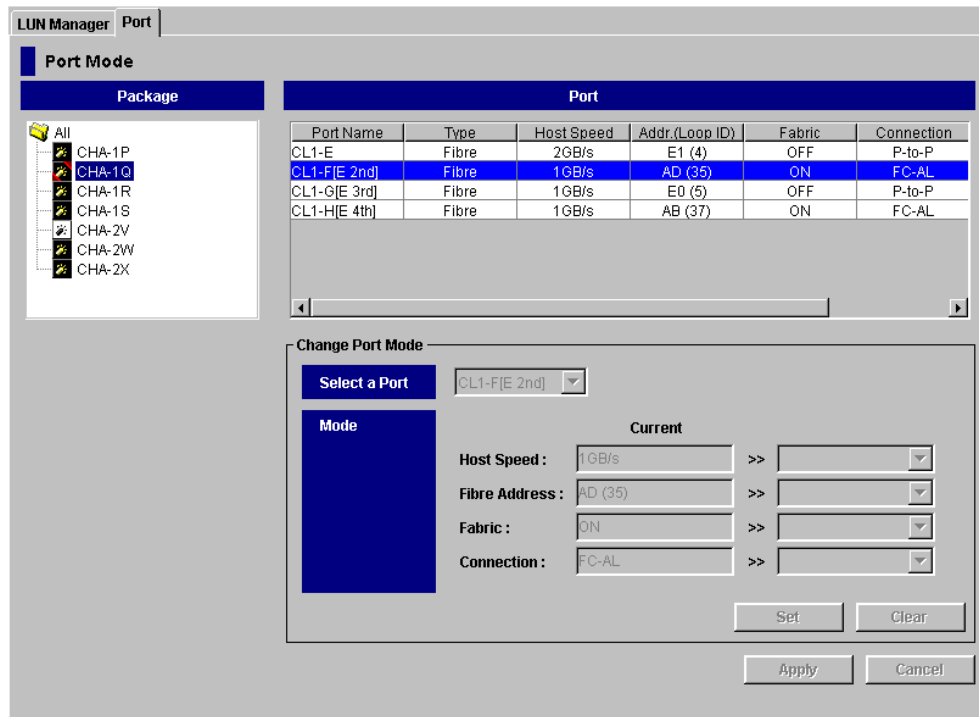 LUN Manager Port
Port Mode
Package
All
CHA-1P
CHA-1Q
CHA-1R
CHA-1S
CHA-2V
CHA-2W
CHA-2X
Port
Port Name Type Host Speed Addr.(Loop ID) Fabric Connection
CL1-E Fibre 2GB/s E1 (4) OFF P-to-P
CL1-F[E 2nd] Fibre 1GB/s AD (35) ON FC-AL
CL1-G[E 3rd] Fibre 1GB/s E0 (5) OFF P-to-P
CL1-H[E 4th] Fibre 1GB/s AB (37) ON FC-AL
Change Port Mode
Select a Port CL1-F[E 2nd]
Mode Current
Host Speed : 1GB/s >>
Fibre Address : AD (35) >>
Fabric : ON >>
Connection : FC-AL >>
Set Clear
Apply Cancel